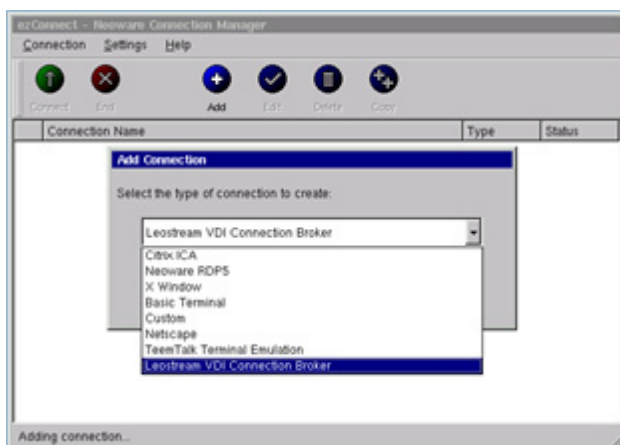 ezConnect - Neoware Connection Manager
Connection Settings Help
Connect End Add Edit Delete Copy
Connection Name Type Status
Add Connection
Select the type of connection to create:
Leostream VDI Connection Broker
Citrix ICA
Neoware RDP5
X Window
Basic Terminal
Custom
Netscape
TeemTalk Terminal Emulation
Leostream VDI Connection Broker
Adding connection...